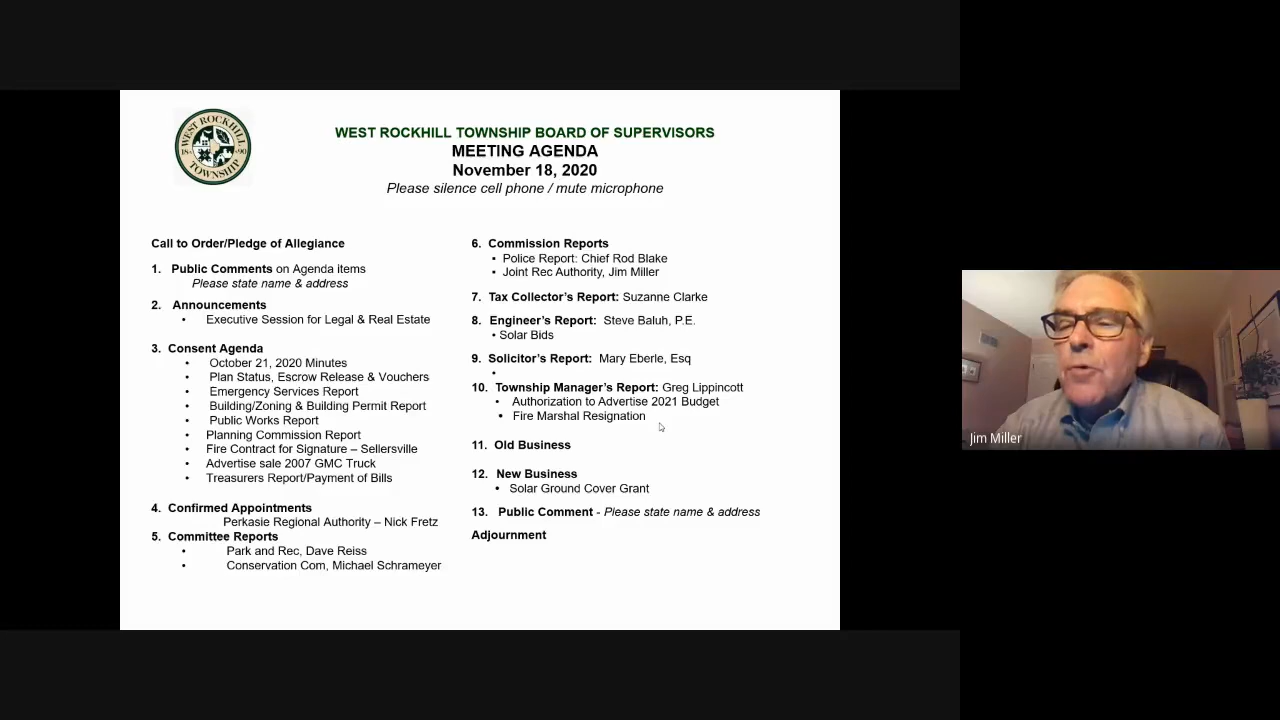 WEST ROCKHILL
18 90
TOWNSHIP
WEST ROCKHILL TOWNSHIP BOARD OF SUPERVISORS
MEETING AGENDA
November 18, 2020
Please silence cell phone / mute microphone
Call to Order/Pledge of Allegiance
1. Public Comments on Agenda items
Please state name & address
2. Announcements
• Executive Session for Legal & Real Estate
3. Consent Agenda
• October 21, 2020 Minutes
• Plan Status, Escrow Release & Vouchers
• Emergency Services Report
• Building/Zoning & Building Permit Report
• Public Works Report
• Planning Commission Report
• Fire Contract for Signature – Sellersville
• Advertise sale 2007 GMC Truck
• Treasurers Report/Payment of Bills
4. Confirmed Appointments
Perkasie Regional Authority – Nick Fretz
5. Committee Reports
• Park and Rec, Dave Reiss
• Conservation Com, Michael Schrameyer
6. Commission Reports
• Police Report: Chief Rod Blake
• Joint Rec Authority, Jim Miller
7. Tax Collector's Report: Suzanne Clarke
8. Engineer's Report: Steve Baluh, P.E.
• Solar Bids
9. Solicitor's Report: Mary Eberle, Esq
•
10. Township Manager's Report: Greg Lippincott
• Authorization to Advertise 2021 Budget
• Fire Marshal Resignation
11. Old Business
12. New Business
• Solar Ground Cover Grant
13. Public Comment - Please state name & address
Adjournment
Jim Miller